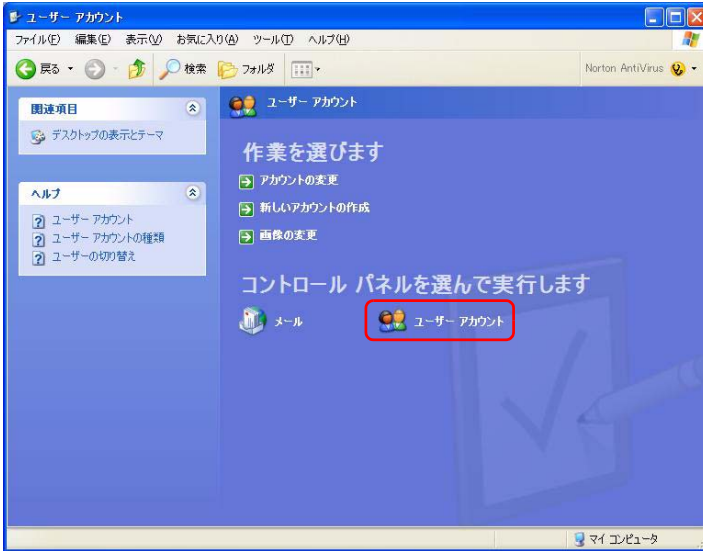 ユーザー アカウント
ファイル(F) 編集(E) 表示(V) お気に入り(A) ツール(T) ヘルプ(H)
戻る 検索 フォルダ Norton AntiVirus
関連項目
デスクトップの表示とテーマ
ヘルプ
ユーザー アカウント
ユーザー アカウントの種類
ユーザーの切り替え
ユーザー アカウント
作業を選びます
アカウントの変更
新しいアカウントの作成
画像の変更
コントロール パネルを選んで実行します
メール ユーザー アカウント
マイ コンピュータ